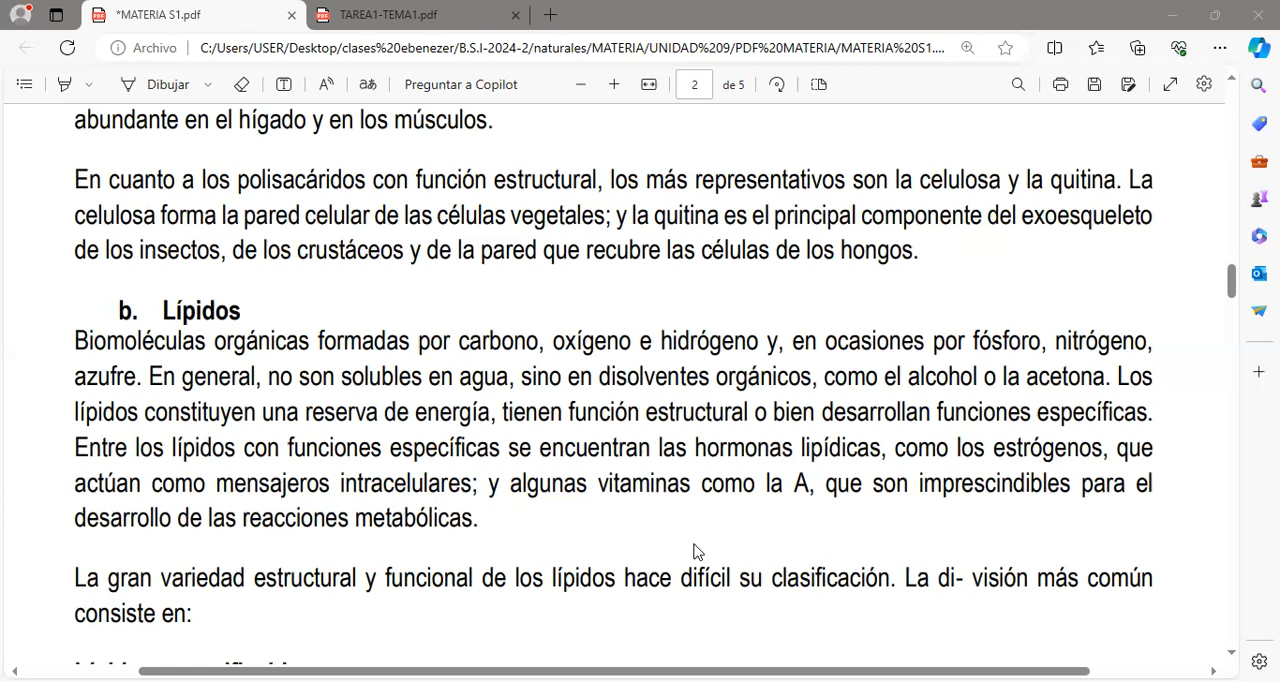 *MATERIA S1.pdf
TAREA1-TEMA1.pdf
Archivo
C:/Users/USER/Desktop/clases%20ebenezer/B.S.I-2024-2/naturales/MATERIA/UNIDAD%209/PDF%20MATERIA/MATERIA%20S1....
Dibujar
aあ
Preguntar a Copilot
2
de 5
abundante en el hígado y en los músculos.
En cuanto a los polisacáridos con función estructural, los más representativos son la celulosa y la quitina. La
celulosa forma la pared celular de las células vegetales; y la quitina es el principal componente del exoesqueleto
de los insectos, de los crustáceos y de la pared que recubre las células de los hongos.
b. Lípidos
Biomoléculas orgánicas formadas por carbono, oxígeno e hidrógeno y, en ocasiones por fósforo, nitrógeno,
azufre. En general, no son solubles en agua, sino en disolventes orgánicos, como el alcohol o la acetona. Los
lípidos constituyen una reserva de energía, tienen función estructural o bien desarrollan funciones específicas.
Entre los lípidos con funciones específicas se encuentran las hormonas lipídicas, como los estrógenos, que
actúan como mensajeros intracelulares; y algunas vitaminas como la A, que son imprescindibles para el
desarrollo de las reacciones metabólicas.
La gran variedad estructural y funcional de los lípidos hace difícil su clasificación. La di- visión más común
consiste en: